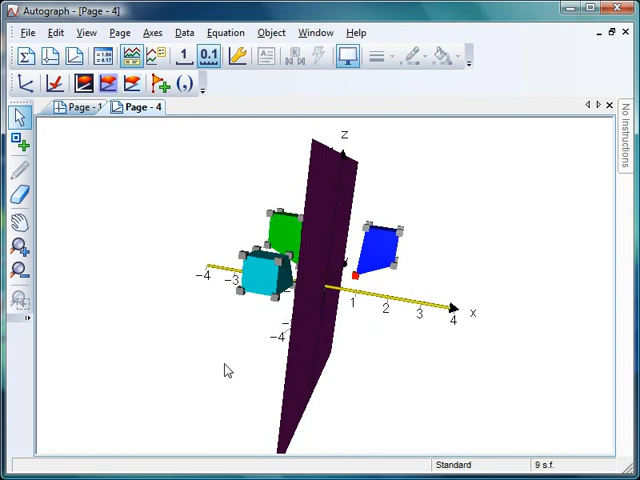 Autograph - [Page - 4]
File Edit View Page Axes Data Equation Object Window Help
1 0.1
Page - 1 Page - 4
No Instructions
z
-4 -3 1 2 3 4 x
-4
Standard 9 s.f.